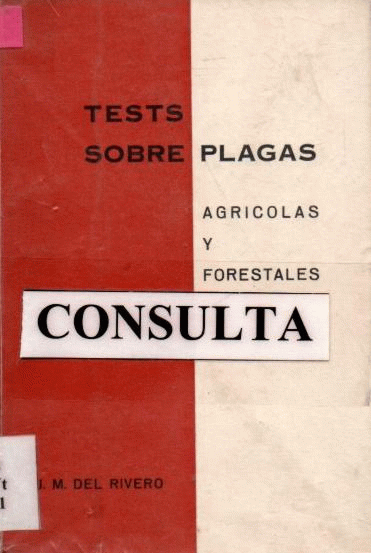 TESTS
SOBRE PLAGAS
AGRICOLAS
Y
FORESTALES
CONSULTA
J. M. DEL RIVERO